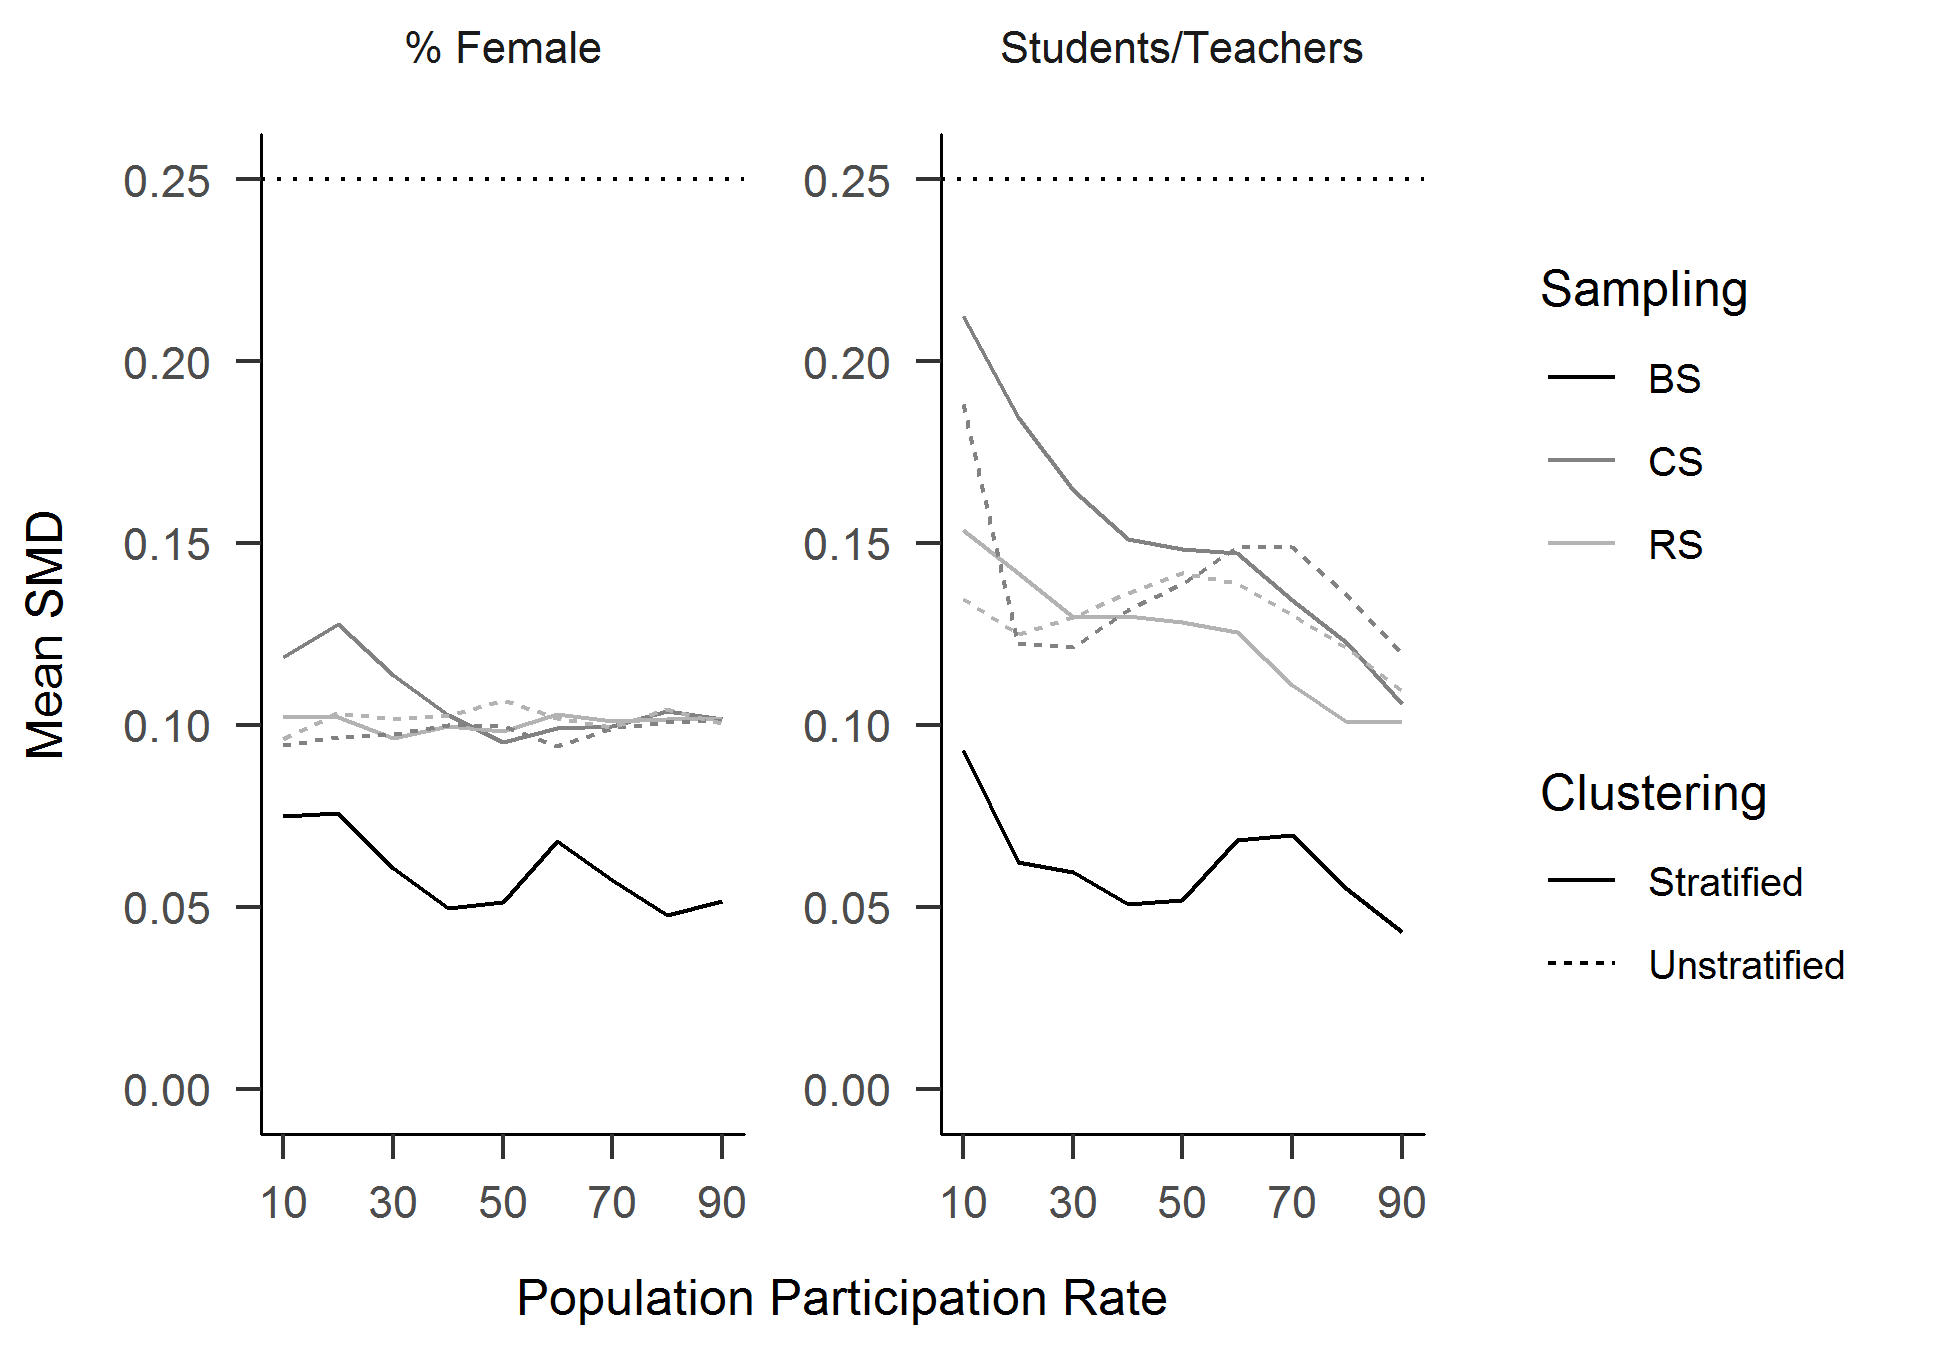 % Female
Students/Teachers
0.25
0.20
0.15
0.10
0.05
0.00
0.25
0.20
0.15
0.10
0.05
0.00
Mean SMD
10 30 50 70 90
10 30 50 70 90
Population Participation Rate
Sampling
BS
CS
RS
Clustering
Stratified
Unstratified